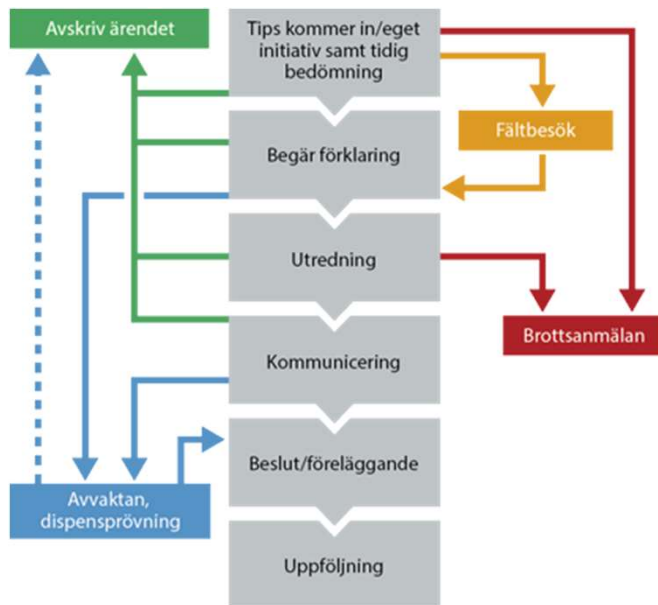 Avskriv ärendet
Tips kommer in/eget
initiativ samt tidig
bedömning
Fältbesök
Begär förklaring
Utredning
Brottsanmälan
Kommunicering
Beslut/föreläggande
Avvaktan,
dispensprövning
Uppföljning